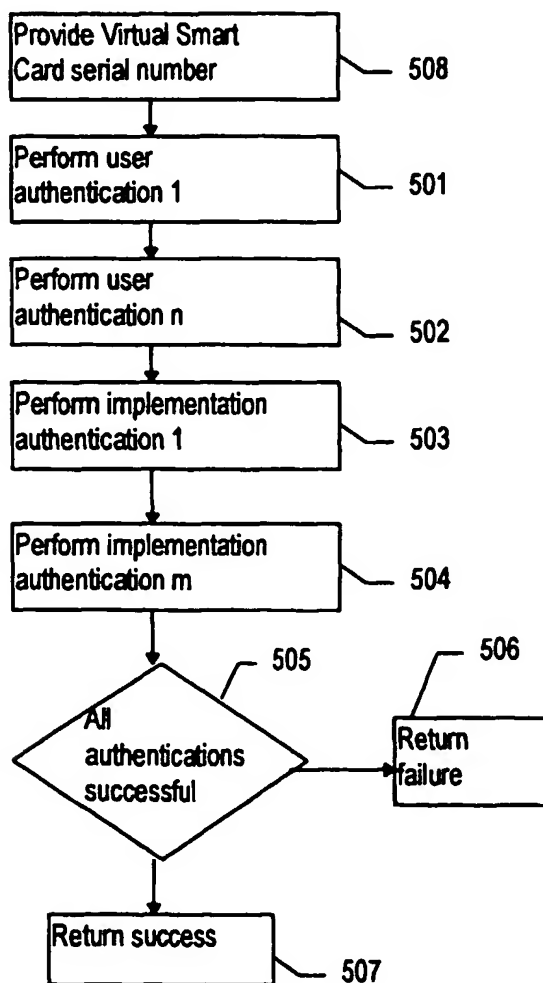 Provide Virtual Smart
Card serial number
508
Perform user
authentication 1
501
Perform user
authentication n
502
Perform implementation
authentication 1
503
Perform implementation
authentication m
504
505
All
authentications
successful
506
Return
failure
Return success
507